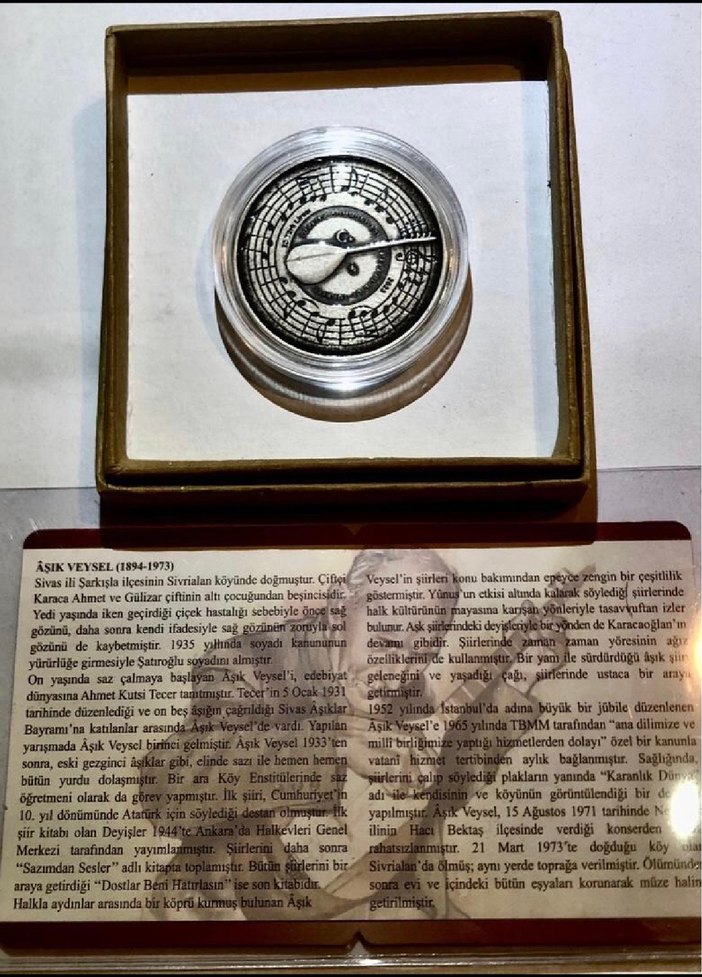 ÂŞIK VEYSEL (1894-1973)
Sivas ili Şarkışla ilçesinin Sivrialan köyünde doğmuştur. Çiftçi
Karaca Ahmet ve Gülizar çiftinin altı çocuğundan beşincisidir.
Yedi yaşında iken geçirdiği çiçek hastalığı sebebiyle önce sağ
gözünü, daha sonra kendi ifadesiyle sağ gözünün zoruyla sol
gözünü de kaybetmiştir. 1935 yılında soyadı kanununun
yürürlüğe girmesiyle Şatıroğlu soyadını almıştır.
On yaşında saz çalmaya başlayan Âşık Veysel'i, edebiyat
dünyasına Ahmet Kutsi Tecer tanıtmıştır. Tecer'in 5 Ocak 1931
tarihinde düzenlediği ve on beş âşığın çağrıldığı Sivas Âşıklar
Bayramı'na katılanlar arasında Âşık Veysel'de vardı. Yapılan
yarışmada Âşık Veysel birinci gelmiştir. Âşık Veysel 1933'ten
sonra, eski gezginci âşıklar gibi, elinde sazı ile hemen hemen
bütün yurdu dolaşmıştır. Bir ara Köy Enstitülerinde saz
öğretmeni olarak da görev yapmıştır. İlk şiiri, Cumhuriyet'in
10. yıl dönümünde Atatürk için söylediği destan olmuştur. İlk
şiir kitabı olan Deyişler 1944'te Ankara'da Halkevleri Genel
Merkezi tarafından yayımlanmıştır. Şiirlerini daha sonra
"Sazımdan Sesler" adlı kitapta toplamıştır. Bütün şiirlerini bir
araya getirdiği "Dostlar Beni Hatırlasın" ise son kitabıdır.
Halkla aydınlar arasında bir köprü kurmuş bulunan Âşık
Veysel'in şiirleri konu bakımından epeyce zengin bir çeşitlilik
göstermiştir. Yûnus'un etkisi altında kalarak söylediği şiirlerinde
halk kültürünün mayasına karışan yönleriyle tasavvuftan izler
bulunur. Aşk şiirlerindeki deyişleriyle bir yönden de Karacaoğlan'ın
devamı gibidir. Şiirlerinde zaman zaman yöresinin ağız
özelliklerini de kullanmıştır. Bir yanı ile sürdürdüğü âşık şiir
geleneğini ve yaşadığı çağı, şiirlerinde ustaca bir araya
getirmiştir.
1952 yılında İstanbul'da adına büyük bir jübile düzenlenen
Âşık Veysel'e 1965 yılında TBMM tarafından "ana dilimize ve
millî birliğimize yaptığı hizmetlerden dolayı" özel bir kanunla
vatanî hizmet tertibinden aylık bağlanmıştır. Sağlığında,
şiirlerini çalıp söylediği plakların yanında "Karanlık Dünya"
adı ile kendisinin ve köyünün görüntülendiği bir de
yapılmıştır. Âşık Veysel, 15 Ağustos 1971 tarihinde
ilinin Hacı Bektaş ilçesinde verdiği konserden
rahatsızlanmıştır. 21 Mart 1973'te doğduğu köy olan
Sivrialan'da ölmüş; aynı yerde toprağa verilmiştir. Ölümünden
sonra evi ve içindeki bütün eşyaları korunarak müze halin
getirilmiştir.